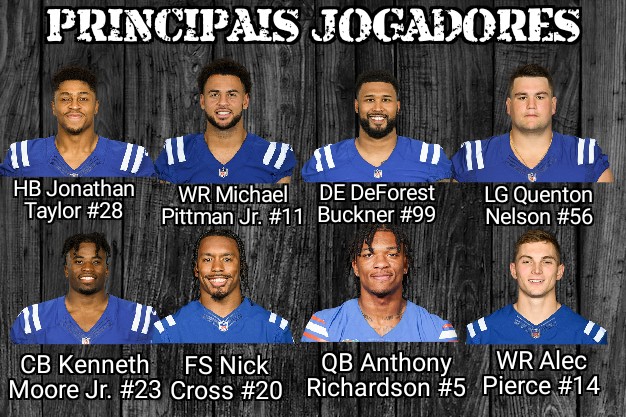 PRINCIPAIS JOGADORES
HB Jonathan
Taylor #28
WR Michael
Pittman Jr. #11
DE DeForest
Buckner #99
LG Quenton
Nelson #56
CB Kenneth
Moore Jr. #23
FS Nick
Cross #20
QB Anthony
Richardson #5
WR Alec
Pierce #14